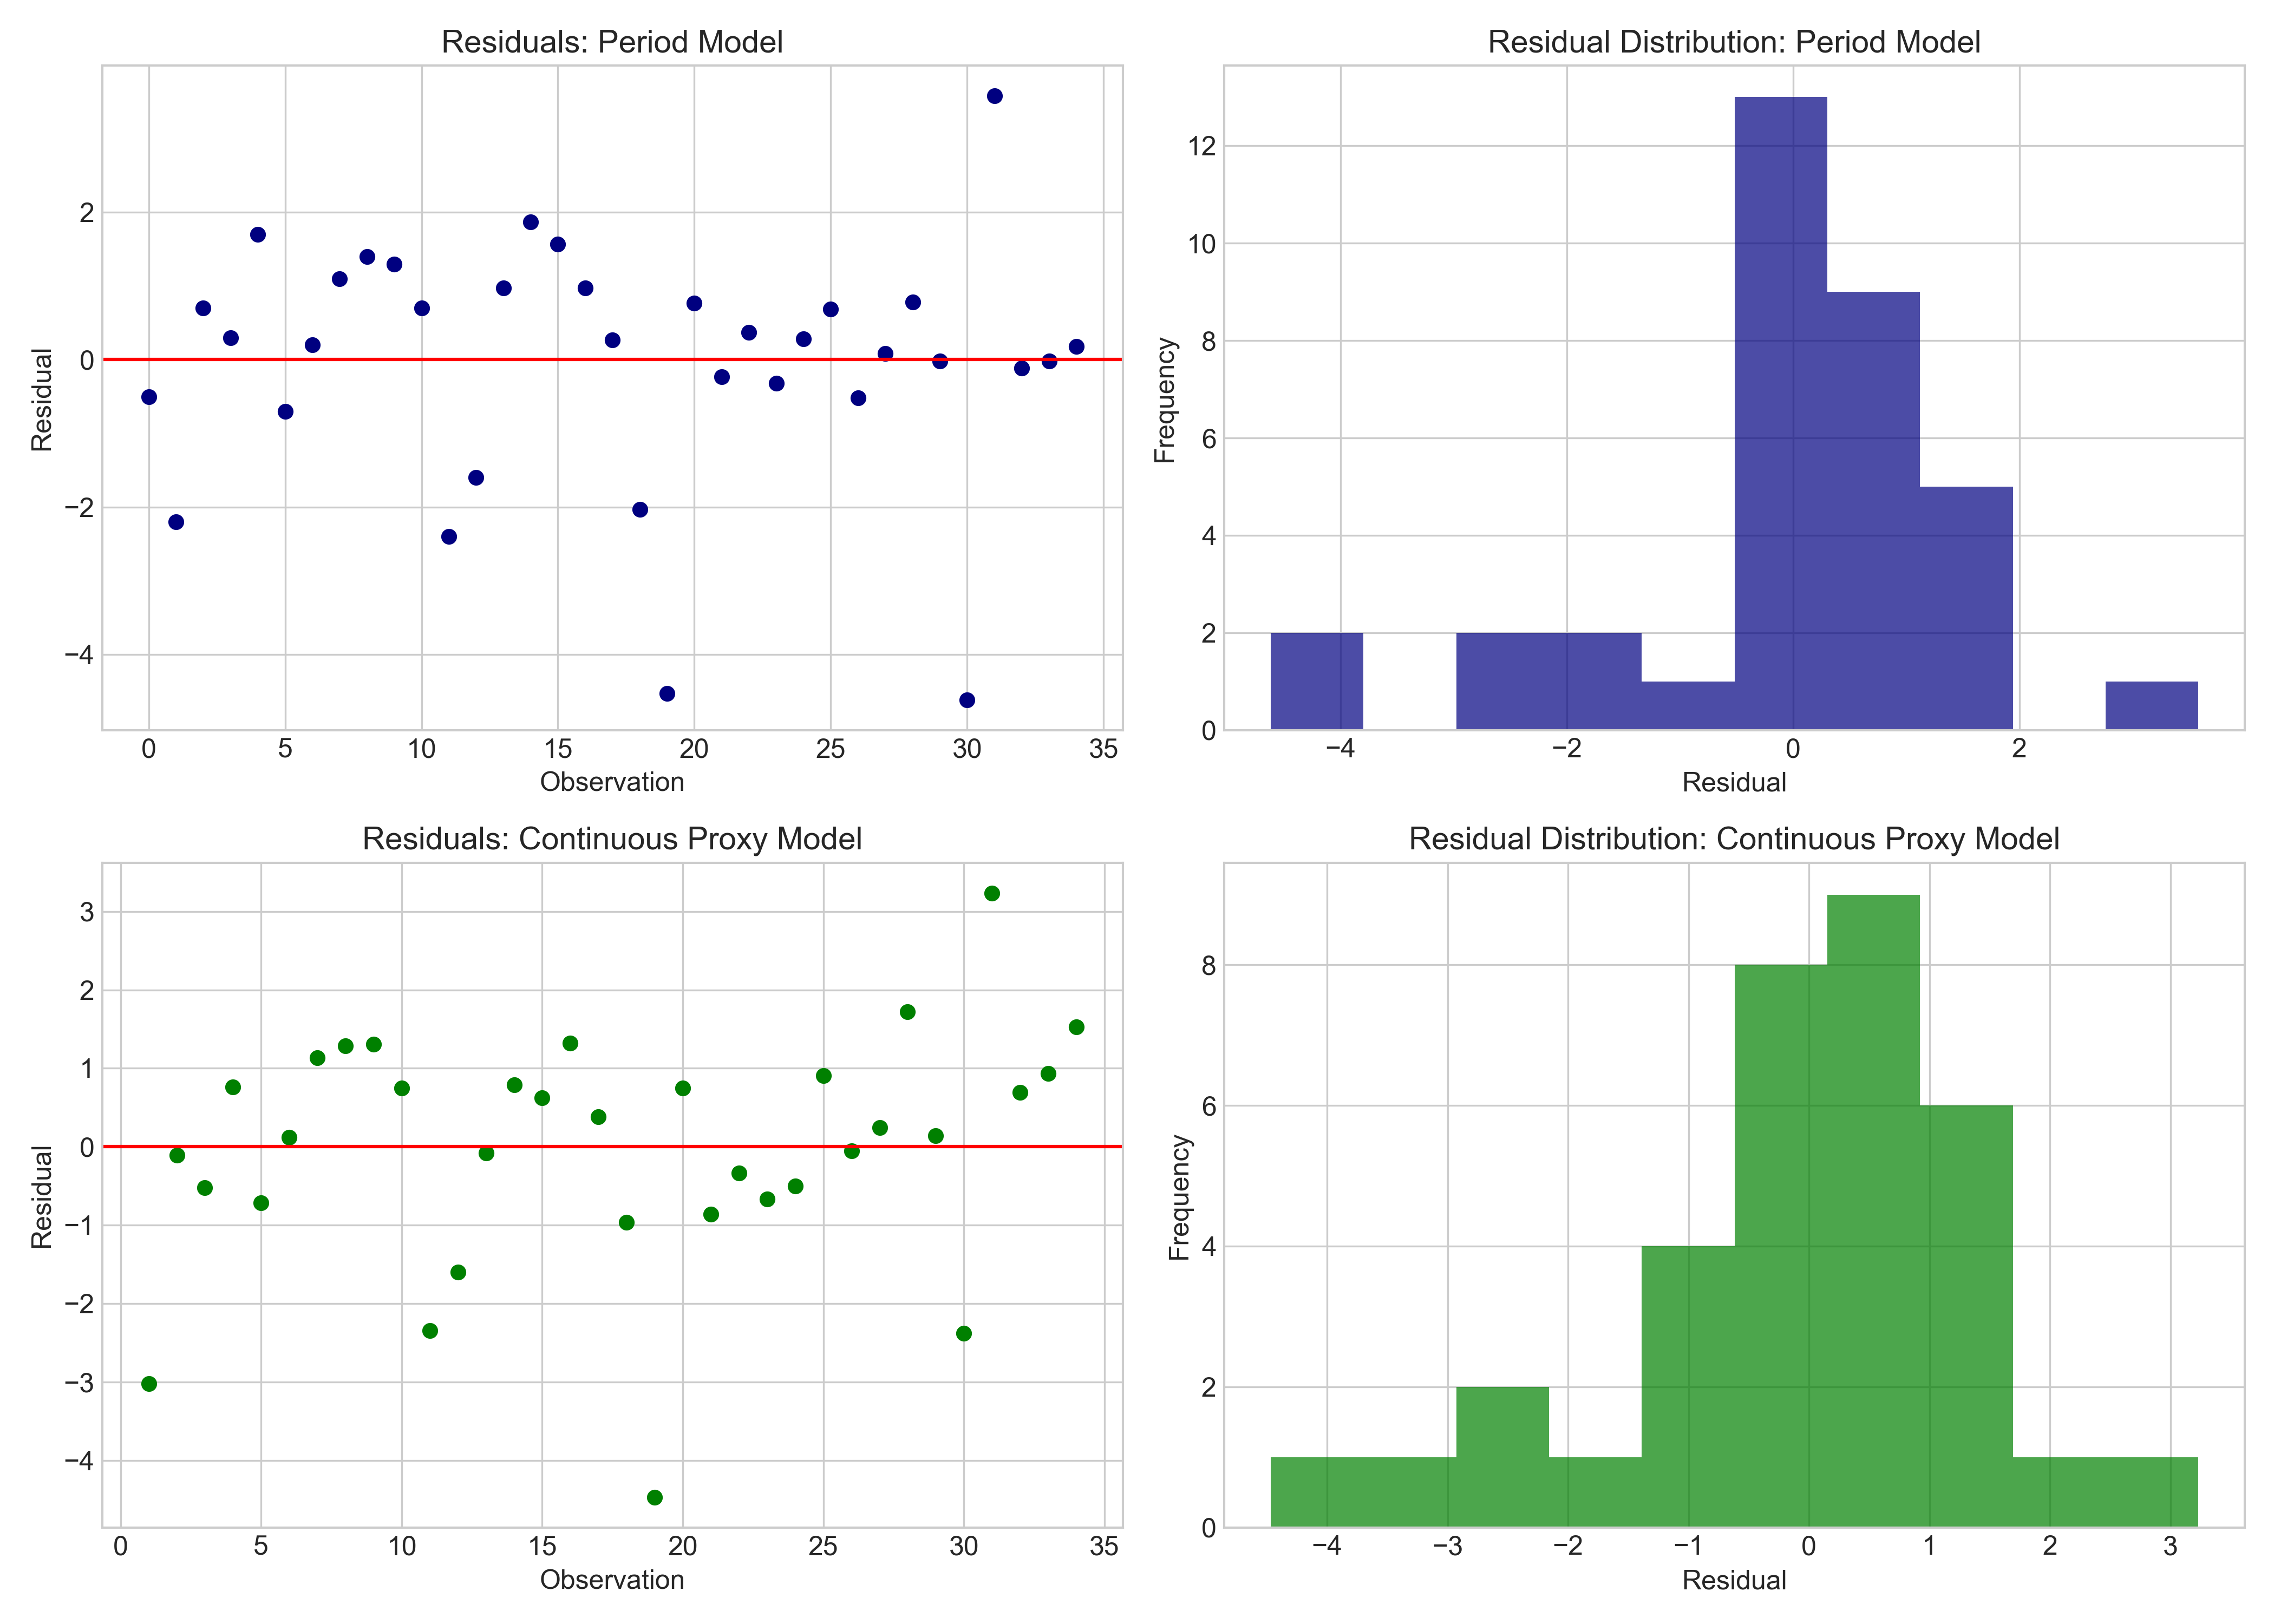 Residuals: Period Model
Residual
2
0
−2
−4
0 5 10 15 20 25 30 35
Observation
Residual Distribution: Period Model
Frequency
12
10
8
6
4
2
0
−4 −2 0 2
Residual
Residuals: Continuous Proxy Model
Residual
3
2
1
0
−1
−2
−3
−4
0 5 10 15 20 25 30 35
Observation
Residual Distribution: Continuous Proxy Model
Frequency
8
6
4
2
0
−4 −3 −2 −1 0 1 2 3
Residual